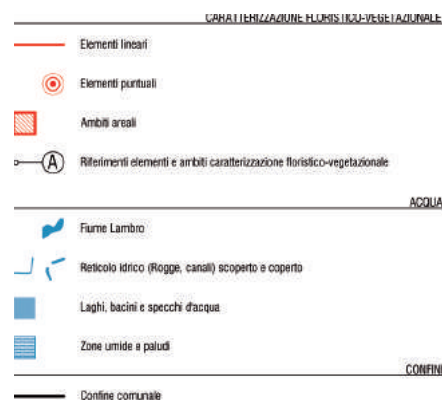 CARATTERIZZAZIONE FLORISTICO-VEGETAZIONALE
Elementi lineari
Elementi puntuali
Ambiti areali
A
Riferimenti elementi e ambiti caratterizzazione floristico-vegetazionale
ACQUA
Fiume Lambro
Reticolo idrico (Rogge, canali) scoperto e coperto
Laghi, bacini e specchi d'acqua
Zone umide e paludi
CONFINI
Confine comunale